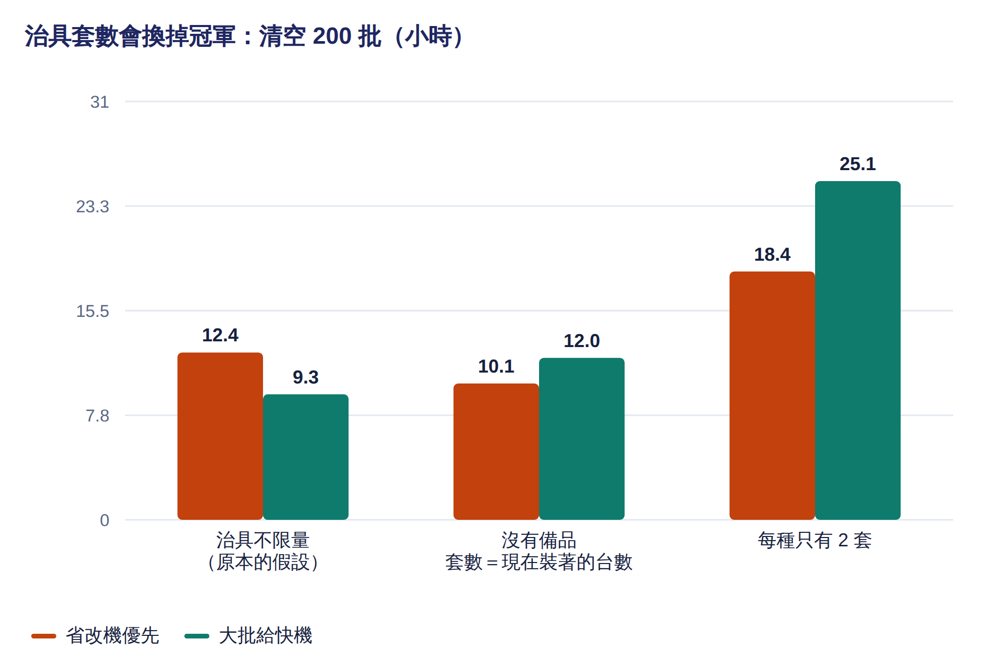 治具套數會換掉冠軍：清空 200 批（小時）
31
23.3
15.5
7.8
0
12.4
9.3
10.1
12.0
18.4
25.1
治具不限量
（原本的假設）
沒有備品
套數＝現在裝著的台數
每種只有 2 套
省改機優先
大批給快機